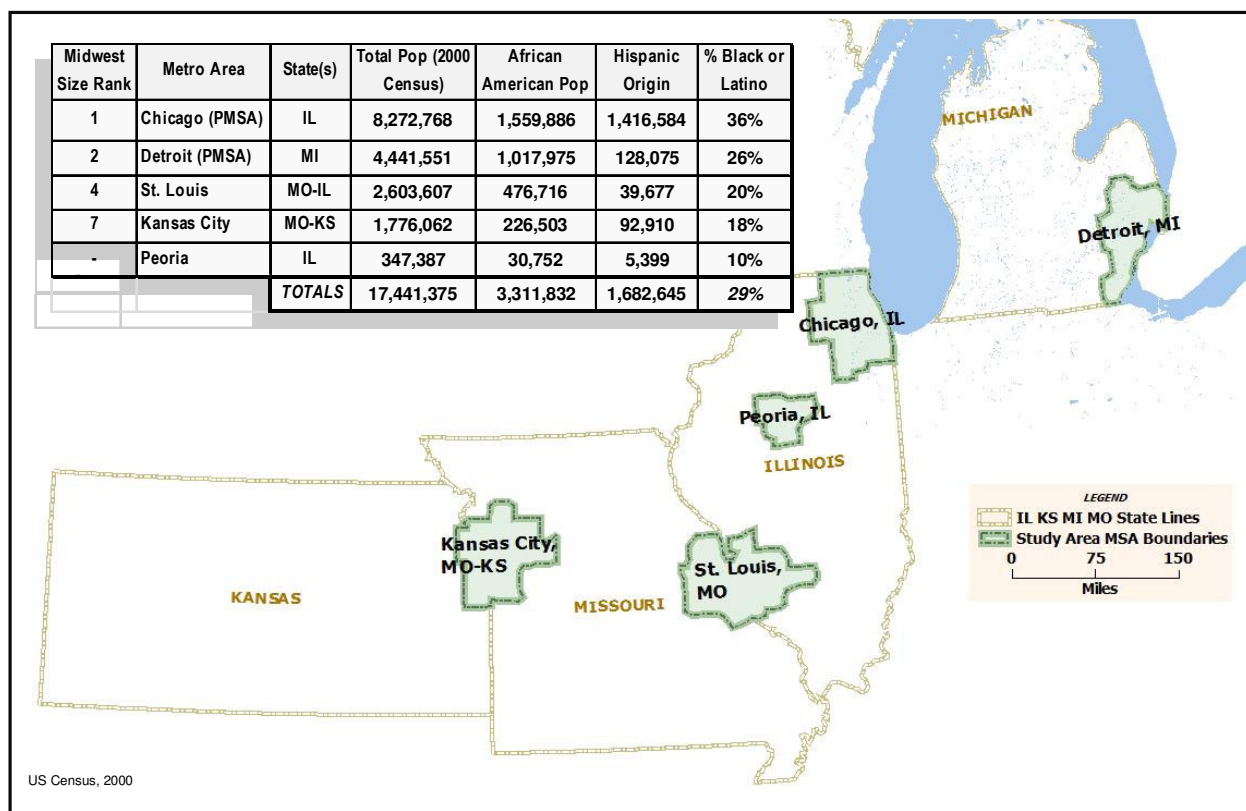 Midwest Size Rank Metro Area State(s) Total Pop (2000 Census) African American Pop Hispanic Origin % Black or Latino
1 Chicago (PMSA) IL 8,272,768 1,559,886 1,416,584 36%
2 Detroit (PMSA) MI 4,441,551 1,017,975 128,075 26%
4 St. Louis MO-IL 2,603,607 476,716 39,677 20%
7 Kansas City MO-KS 1,776,062 226,503 92,910 18%
- Peoria IL 347,387 30,752 5,399 10%
TOTALS 17,441,375 3,311,832 1,682,645 29%
MICHIGAN
Detroit, MI
Chicago, IL
Peoria, IL
ILLINOIS
Kansas City,
MO-KS
St. Louis,
MO
KANSAS
MISSOURI
LEGEND
IL KS MI MO State Lines
Study Area MSA Boundaries
0 75 150
Miles
US Census, 2000